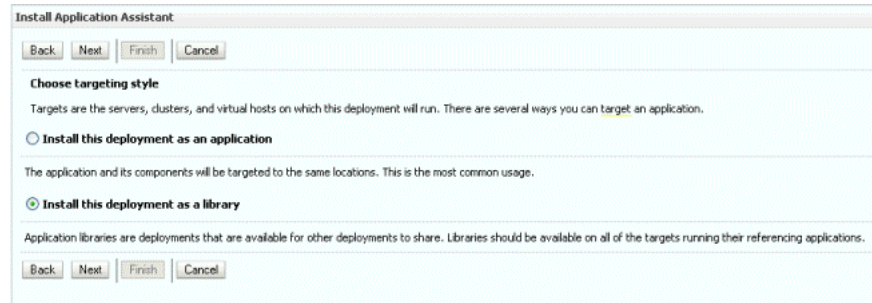 Install Application Assistant
Back Next Finish Cancel
Choose targeting style
Targets are the servers, clusters, and virtual hosts on which this deployment will run. There are several ways you can target an application.
Install this deployment as an application
The application and its components will be targeted to the same locations. This is the most common usage.
Install this deployment as a library
Application libraries are deployments that are available for other deployments to share. Libraries should be available on all of the targets running their referencing applications.
Back Next Finish Cancel